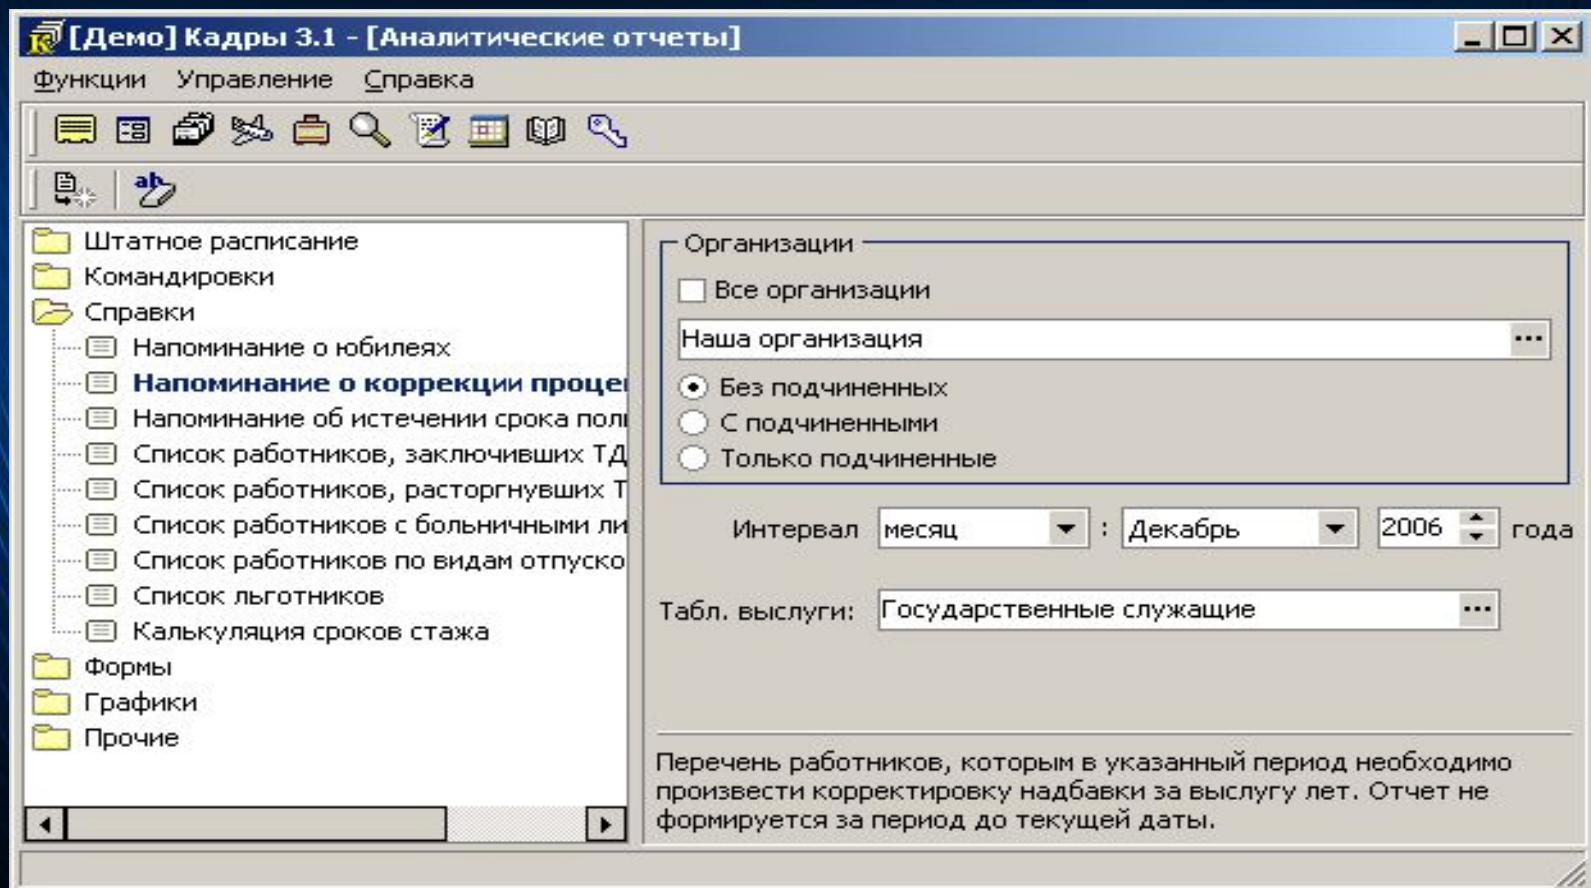 [Демо] Кадры 3.1 - [Аналитические отчеты]
Функции Управление Справка
ab
Штатное расписание
Командировки
Справки
Напоминание о юбилеях
Напоминание о коррекции проце
Напоминание об истечении срока пол
Список работников, заключивших ТД
Список работников, расторгнувших Т
Список работников с больничными ли
Список работников по видам отпуско
Список льготников
Калькуляция сроков стажа
Формы
Графики
Прочие
Организации
Все организации
Наша организация ...
Без подчиненных
С подчиненными
Только подчиненные
Интервал месяц : Декабрь 2006 года
Табл. выслуги: Государственные служащие ...
Перечень работников, которым в указанный период необходимо
произвести корректировку надбавки за выслугу лет. Отчет не
формируется за период до текущей даты.